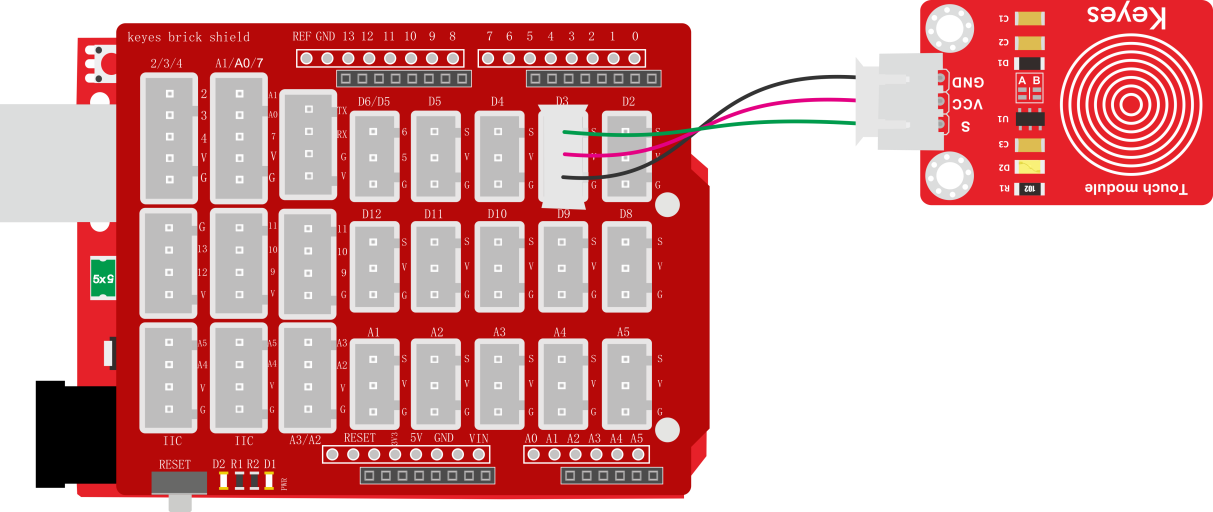 keyes brick shield
REF GND 13 12 11 10 9 8 7 6 5 4 3 2 1 0
2/3/4 A1/A0/7
2
3
4
V
G
A1
A0
7
V
G
TX
RX
G
V
D6/D5 D5 D4 D3 D2
6 S S S
5 V V V
G G G G
D12 D11 D10 D9 D8
G 11 11
13 10 10 S S S S
12 9 9 V V V V
V V G G G G G
A1 A2 A3 A4 A5
A5 A5 A3 S S S S
A4 A4 A2 V V V V
V V V G G G G
G G G
IIC IIC A3/A2
RESET 3V3 5V GND VIN A0 A1 A2 A3 A4 A5
RESET D2 R1 R2 D1 PWR
5x5
Keyes
C1
C2
D1
A B
U1
C3
D2
R1 102
GND
VCC
S
Touch module